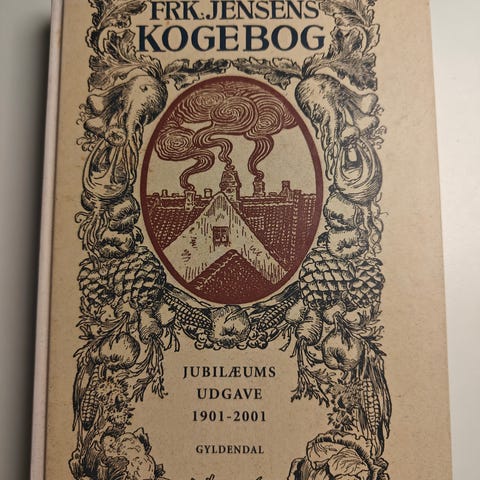 FRK. JENSENS
KOGEBOG
JUBILÆUMS
UDGAVE
1901-2001
GYLDENDAL